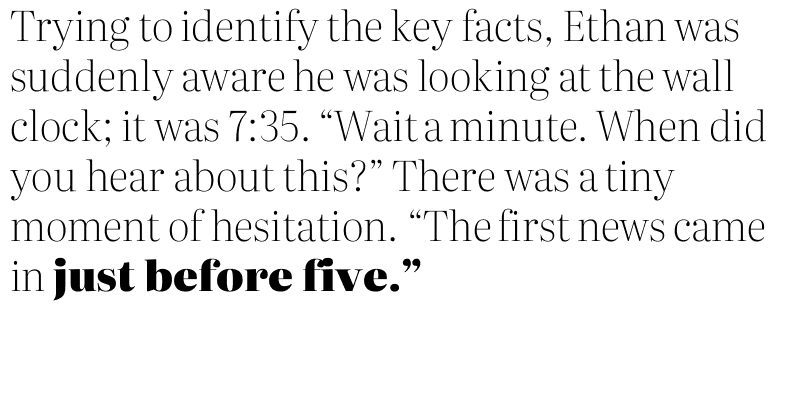 Trying to identify the key facts, Ethan was
suddenly aware he was looking at the wall
clock; it was 7:35. “Wait a minute. When did
you hear about this?” There was a tiny
moment of hesitation. “The first news came
in just before five.”